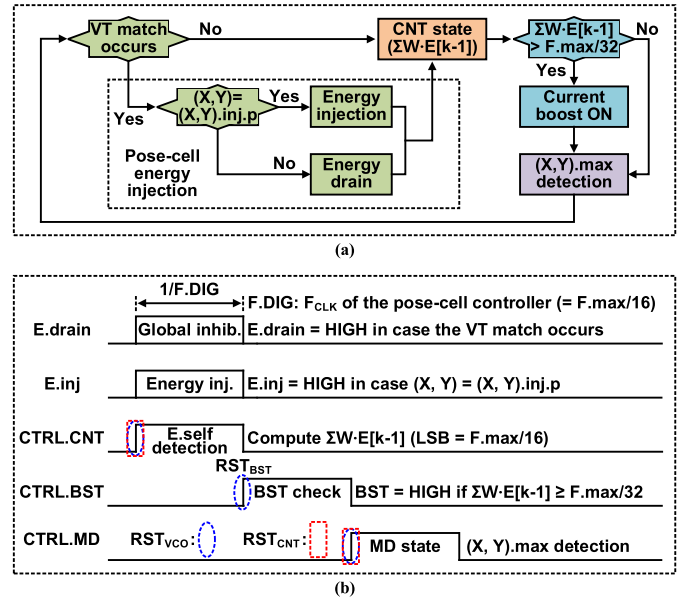 VT match
occurs
No
CNT state
(ΣW·E[k-1])
ΣW·E[k-1]
> F.max/32
No
Yes
Yes
(X,Y)=
(X,Y).inj.p
Yes
Energy
injection
Current
boost ON
No
Pose-cell
energy
injection
Energy
drain
(X,Y).max
detection
(a)
1/F.DIG
F.DIG: FCLK of the pose-cell controller (= F.max/16)
E.drain
Global inhib.
E.drain = HIGH in case the VT match occurs
E.inj
Energy inj.
E.inj = HIGH in case (X, Y) = (X, Y).inj.p
CTRL.CNT
E.self
detection
Compute ΣW·E[k-1] (LSB = F.max/16)
RSTBST
CTRL.BST
BST check
BST = HIGH if ΣW·E[k-1] ≥ F.max/32
CTRL.MD
RSTVCO:
RSTCNT:
MD state
(X, Y).max detection
(b)